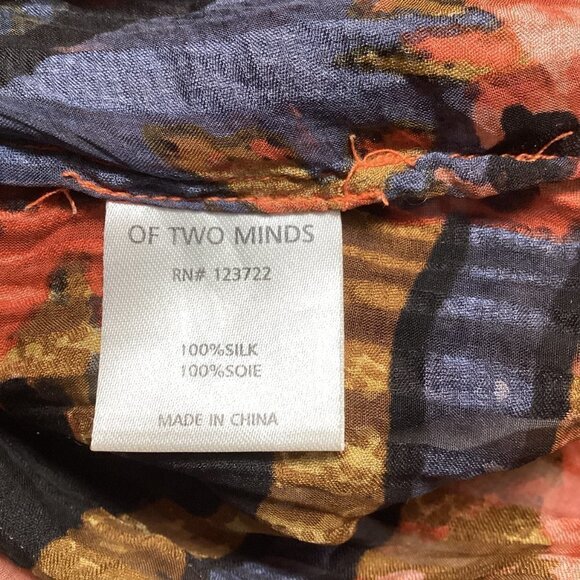 OF TWO MINDS
RN# 123722
100%SILK
100%SOIE
MADE IN CHINA